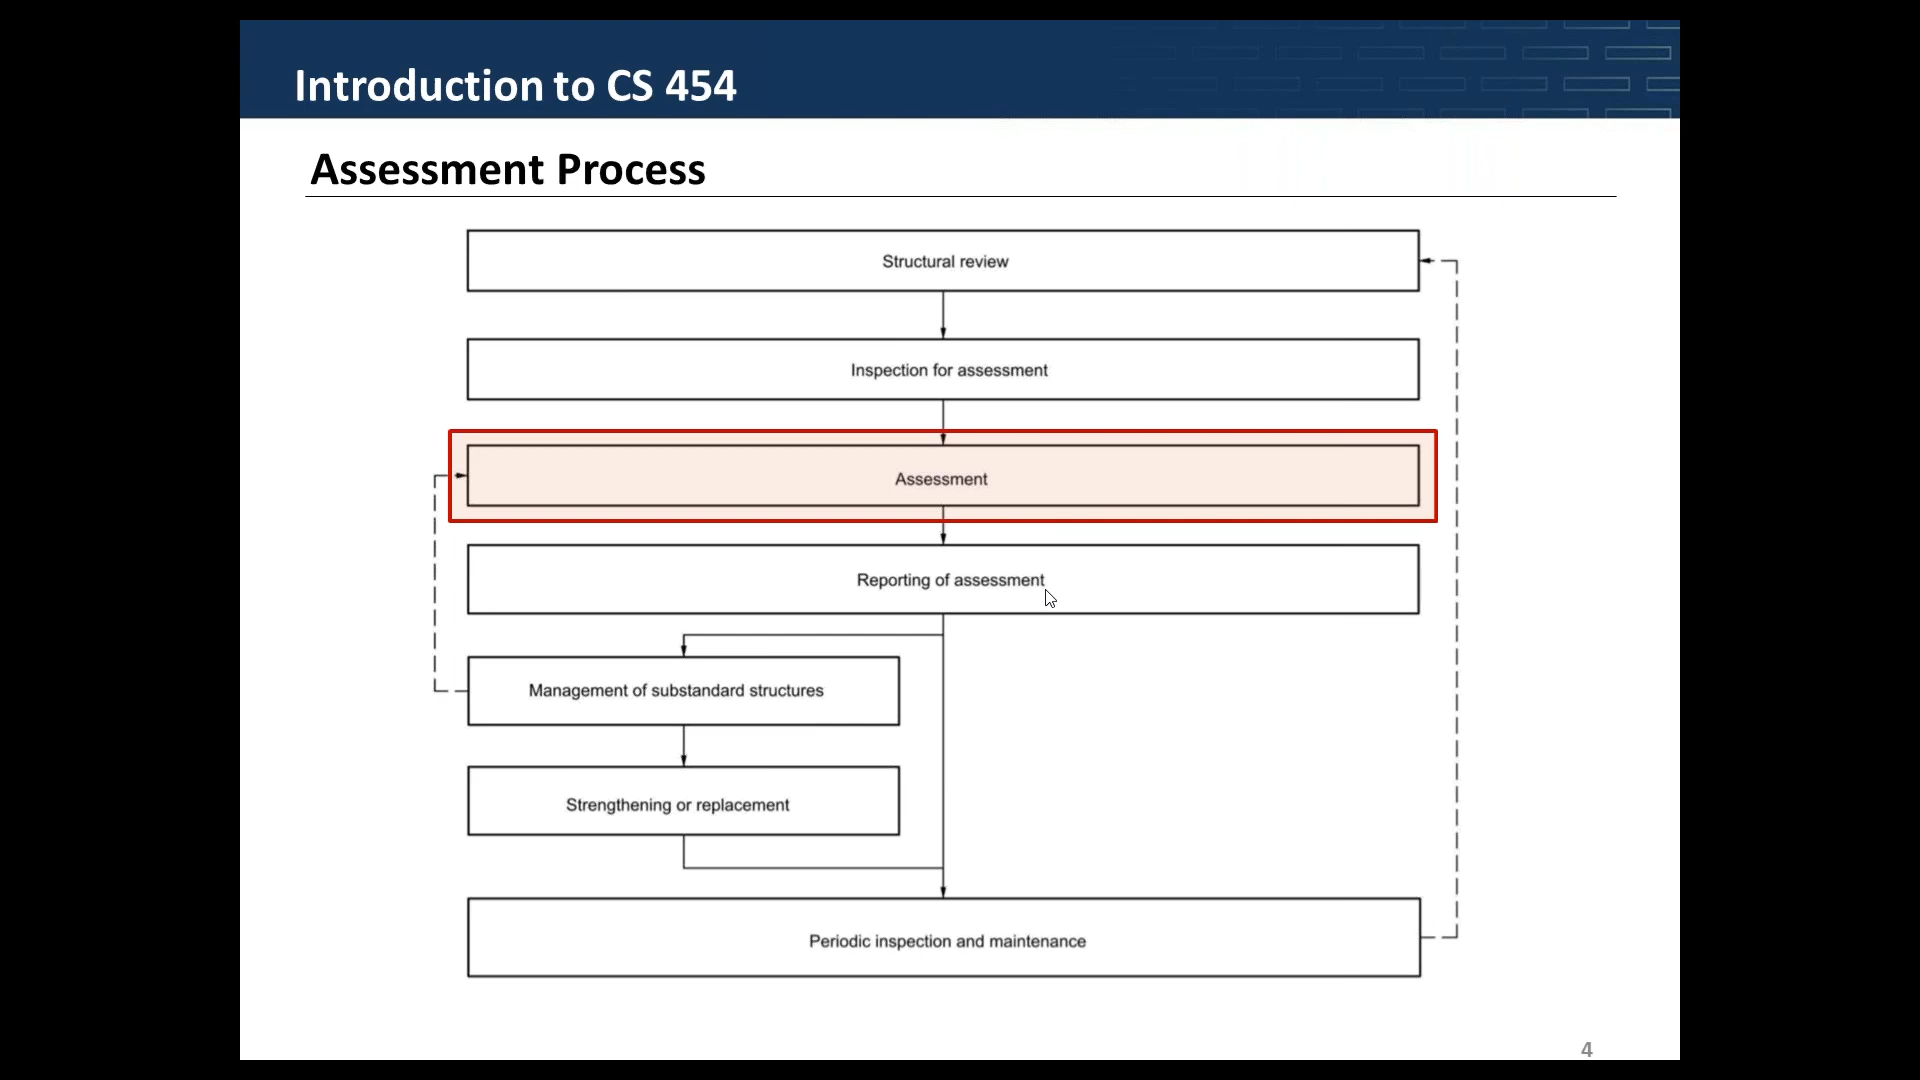 Introduction to CS 454
Assessment Process
Structural review
Inspection for assessment
Assessment
Reporting of assessment
Management of substandard structures
Strengthening or replacement
Periodic inspection and maintenance
4